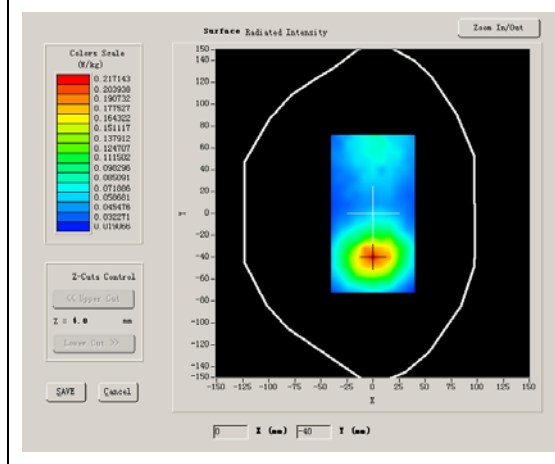 Surface Radiated Intensity
Zoom In/Out
Colors Scale
(W/kg)
0.217143
0.203938
0.190732
0.177527
0.164322
0.151117
0.137912
0.124707
0.111502
0.098296
0.085091
0.071886
0.058681
0.045476
0.032271
0.019066
150
140
120
100
80
60
40
20
0
-20
-40
-60
-80
-100
-120
-140
-150
Y
-150 -125 -100 -75 -50 -25 0 25 50 75 100 125 150
X
Z-Cuts Control
<< Upper Cut
Z = 4.0 mm
Lower Cut >>
SAVE Cancel
0 X (mm) -40 Y (mm)